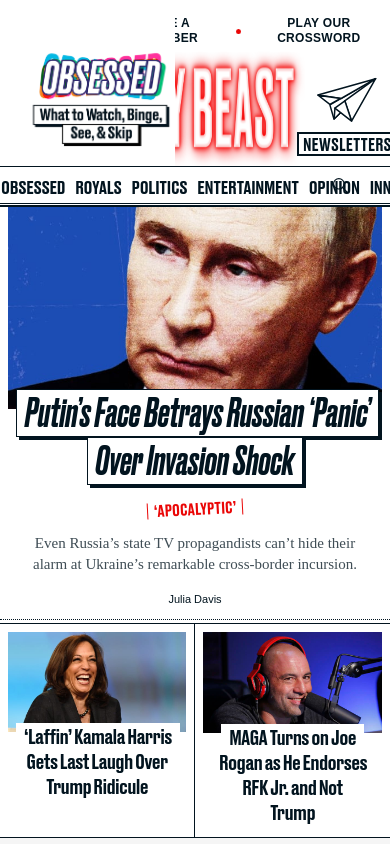 E A
BER
PLAY OUR
CROSSWORD
OBSESSED
What to Watch, Binge,
See, & Skip
Y BEAST
NEWSLETTERS
OBSESSED ROYALS POLITICS ENTERTAINMENT OPINION INN
Putin’s Face Betrays Russian ‘Panic’
Over Invasion Shock
‘APOCALYPTIC’
Even Russia’s state TV propagandists can’t hide their
alarm at Ukraine’s remarkable cross-border incursion.
Julia Davis
‘Laffin’ Kamala Harris
Gets Last Laugh Over
Trump Ridicule
MAGA Turns on Joe
Rogan as He Endorses
RFK Jr. and Not
Trump